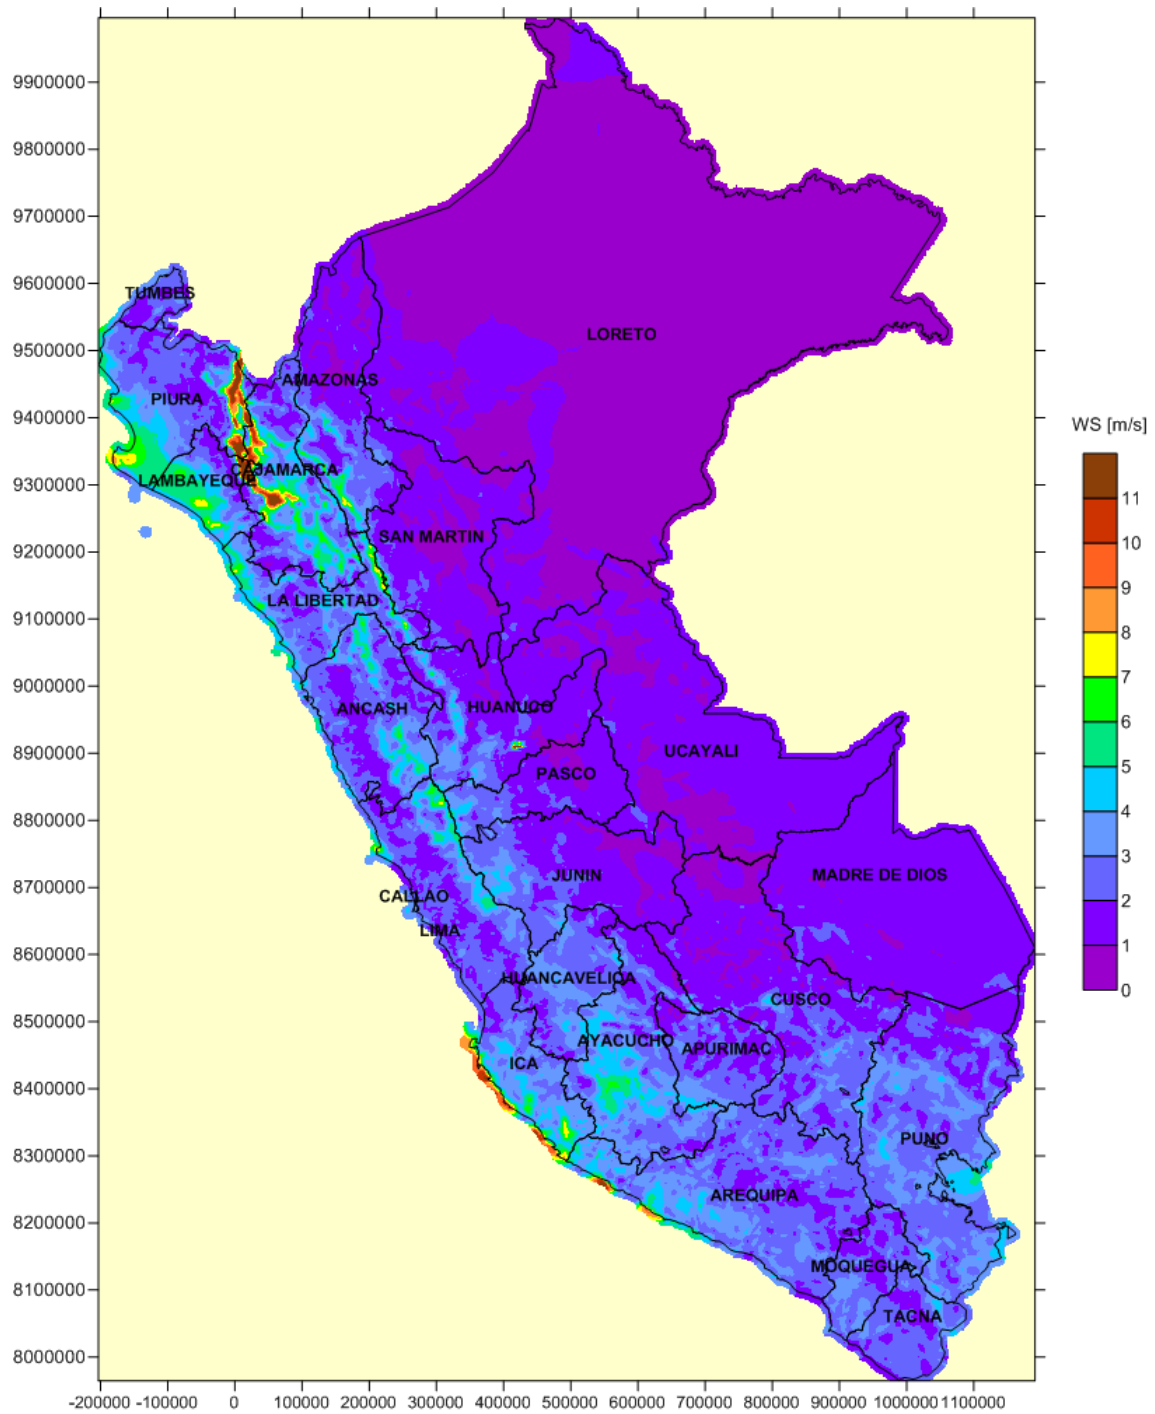 9900000
9800000
9700000
9600000
9500000
9400000
9300000
9200000
9100000
9000000
8900000
8800000
8700000
8600000
8500000
8400000
8300000
8200000
8100000
8000000
TUMBES
LORETO
AMAZONAS
PIURA
CAJAMARCA
LAMBAYEQUE
SAN MARTIN
LA LIBERTAD
ANCASH
HUANUCO
UCAYALI
PASCO
JUNIN
MADRE DE DIOS
CALLAO
LIMA
HUANCAVELICA
CUSCO
AYACUCHO
APURIMAC
ICA
PUNO
AREQUIPA
MOQUEGUA
TACNA
WS [m/s]
11
10
9
8
7
6
5
4
3
2
1
0
-200000 -100000 0 100000 200000 300000 400000 500000 600000 700000 800000 900000 1000000 1100000